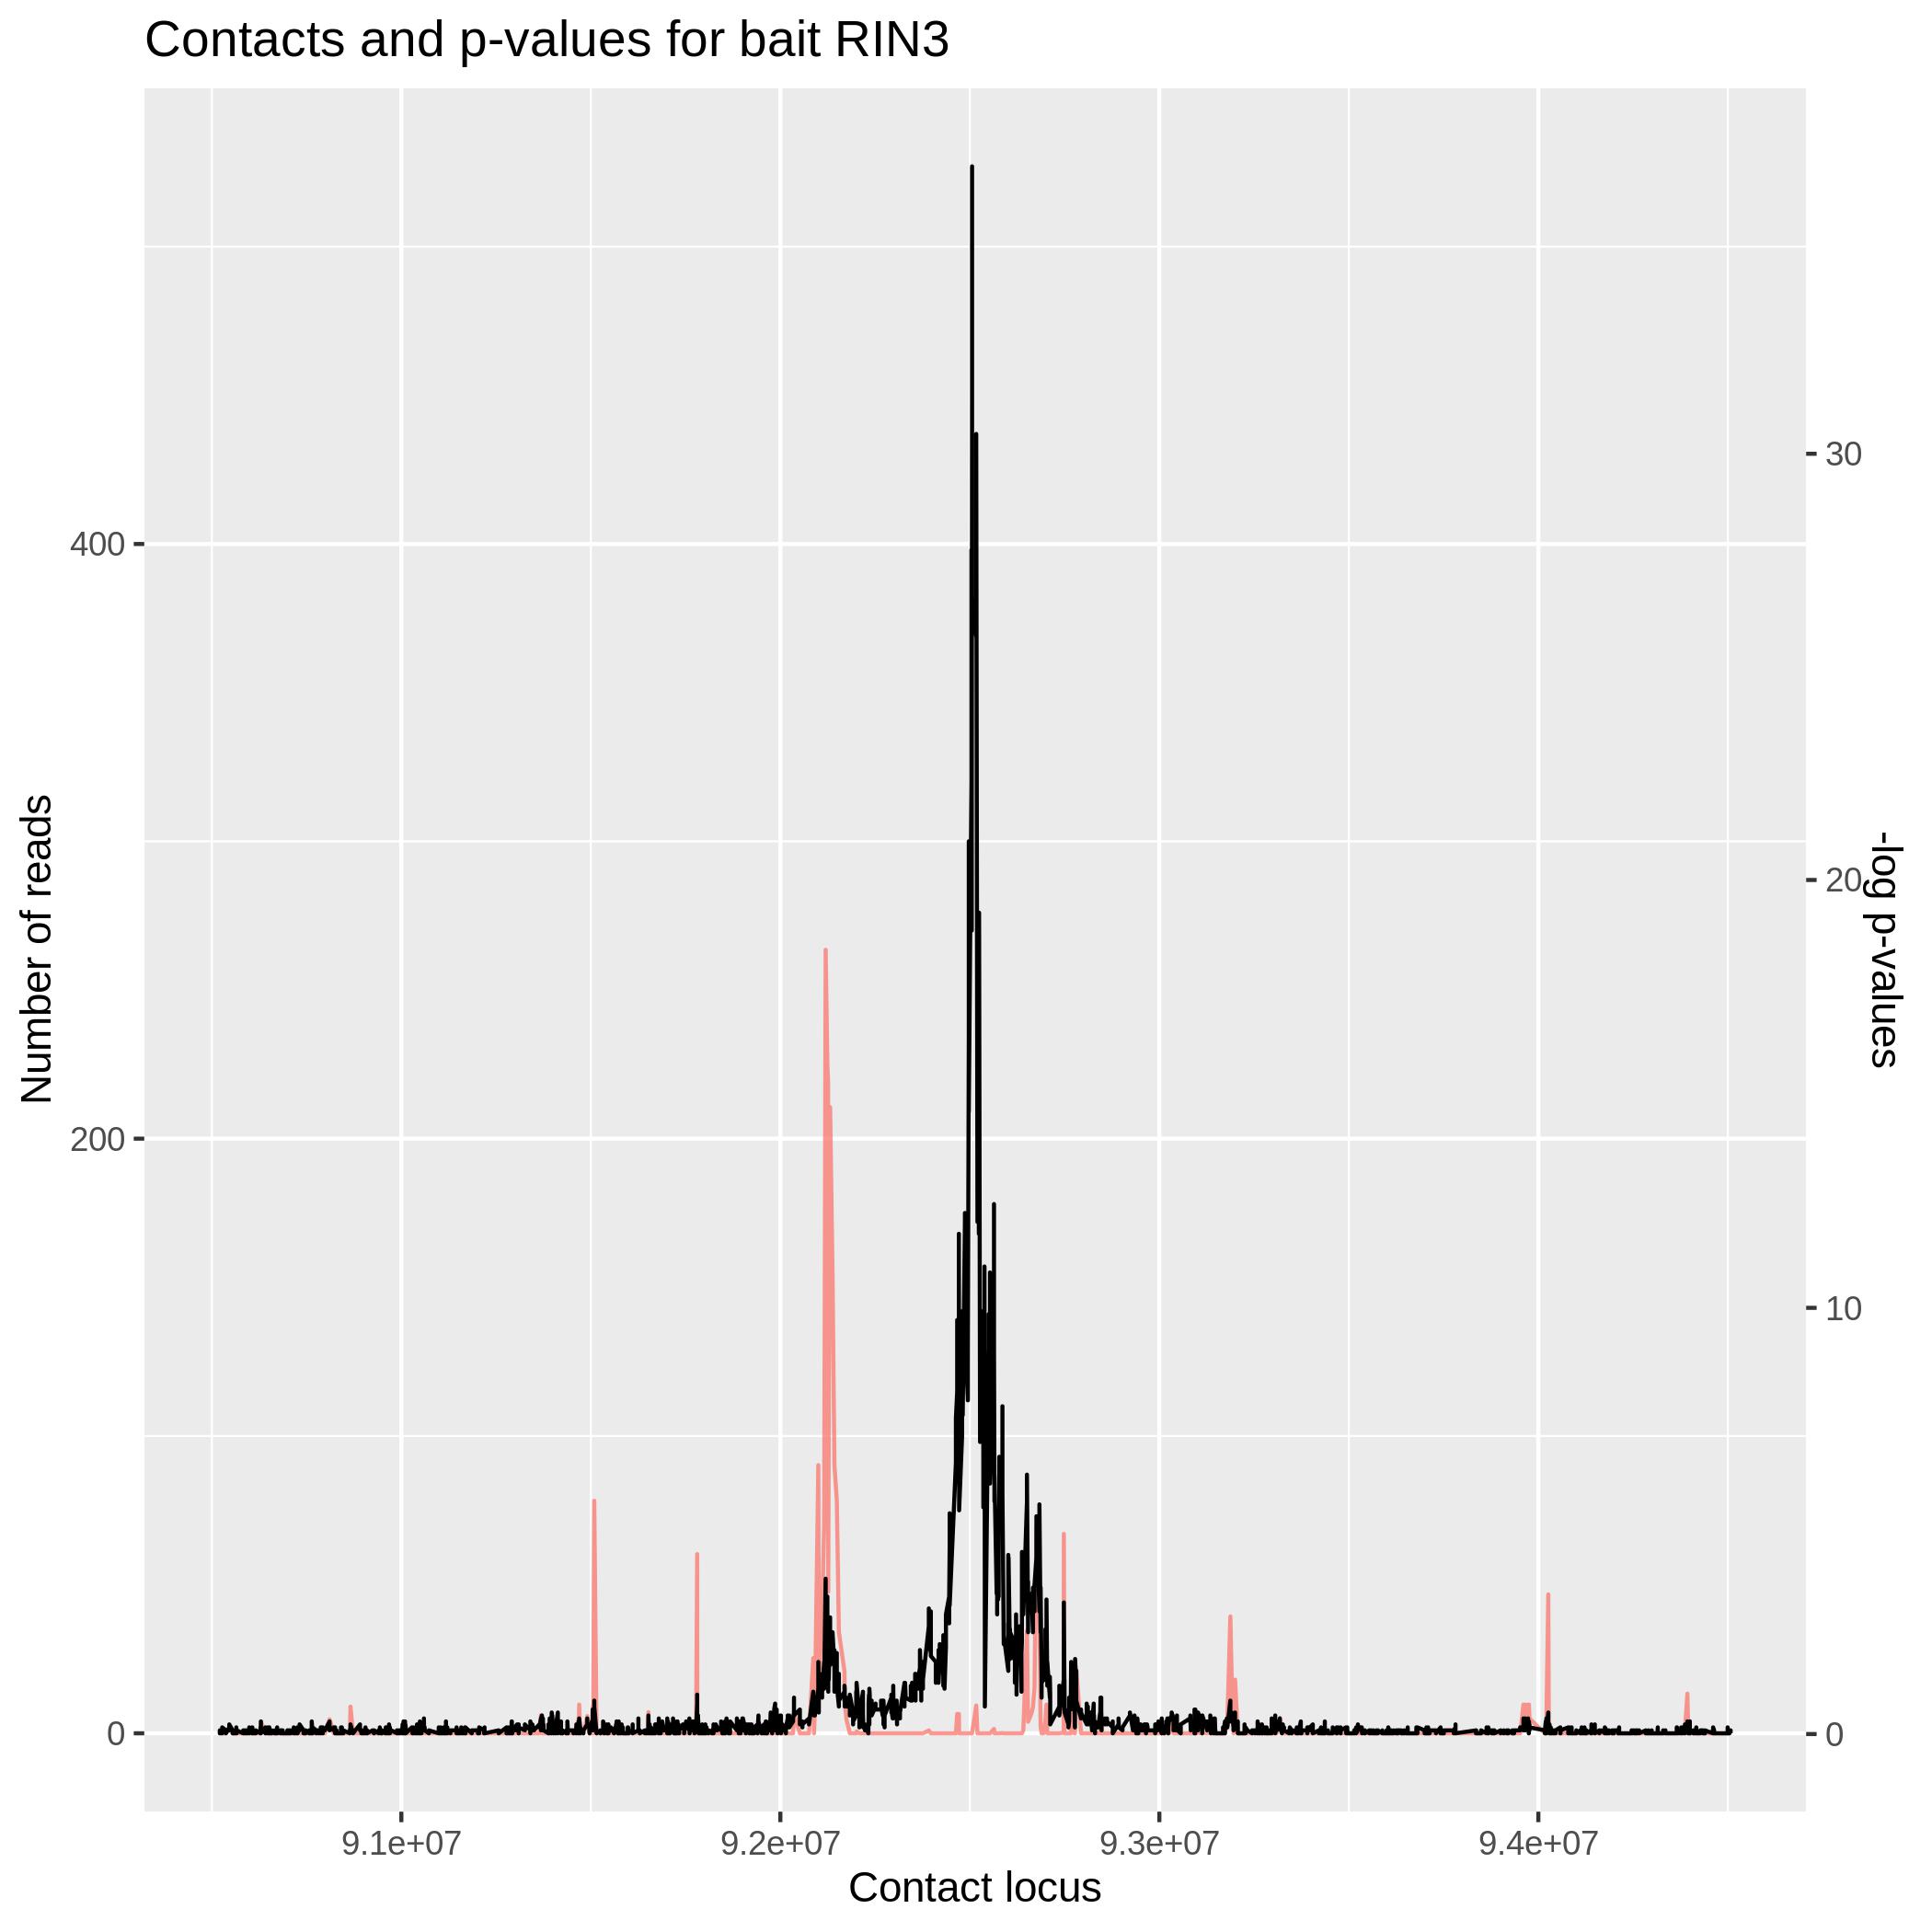 Contacts and p-values for bait RIN3
Number of reads
400
200
0
30
20
10
0
-log p-values
9.1e+07 9.2e+07 9.3e+07 9.4e+07
Contact locus